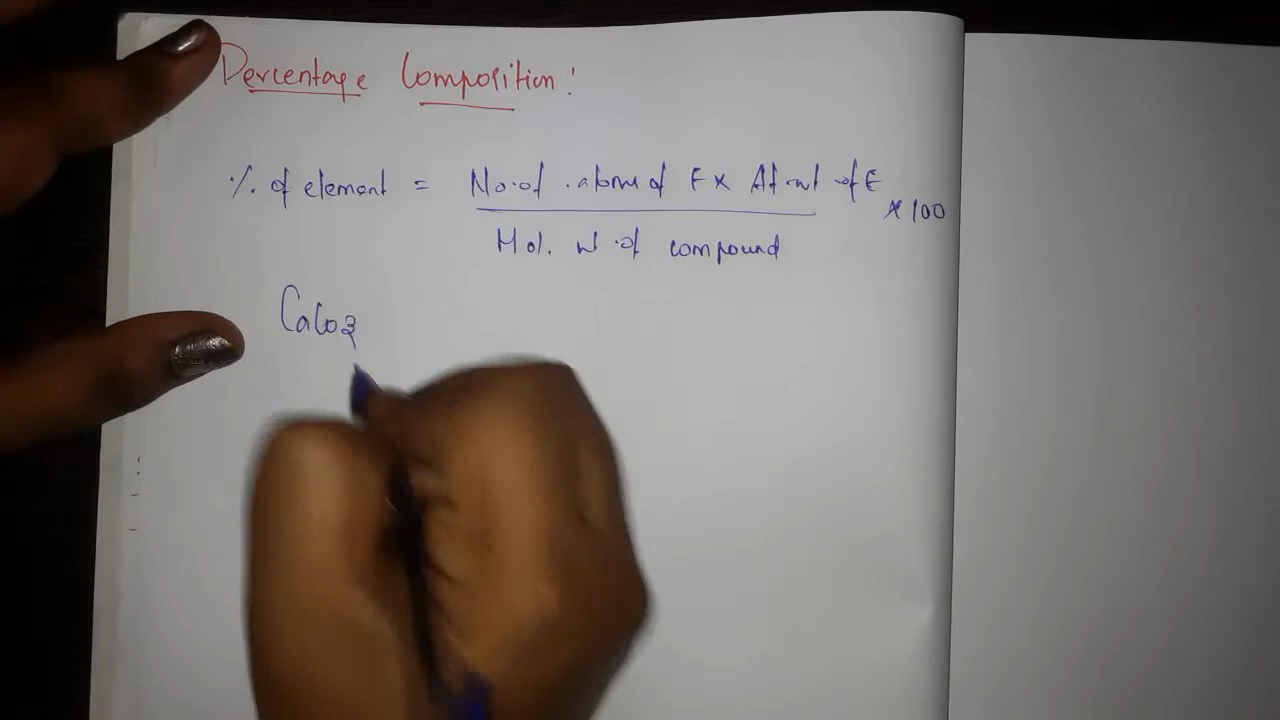 Percentage Composition:
% of element = No. of .atoms of E x At wt of E x 100
Mol. wt. of compound
CaCo3